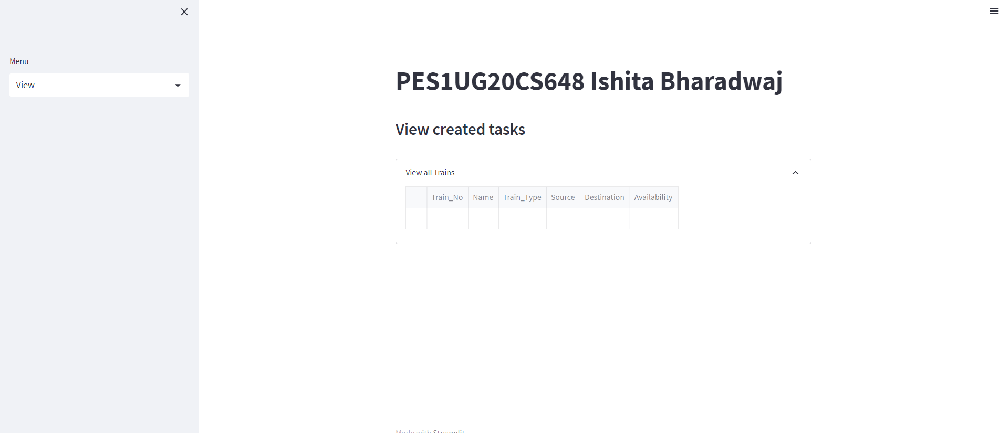 Menu
View
PES1UG20CS648 Ishita Bharadwaj
View created tasks
View all Trains
Train_No Name Train_Type Source Destination Availability
Made with Streamlit